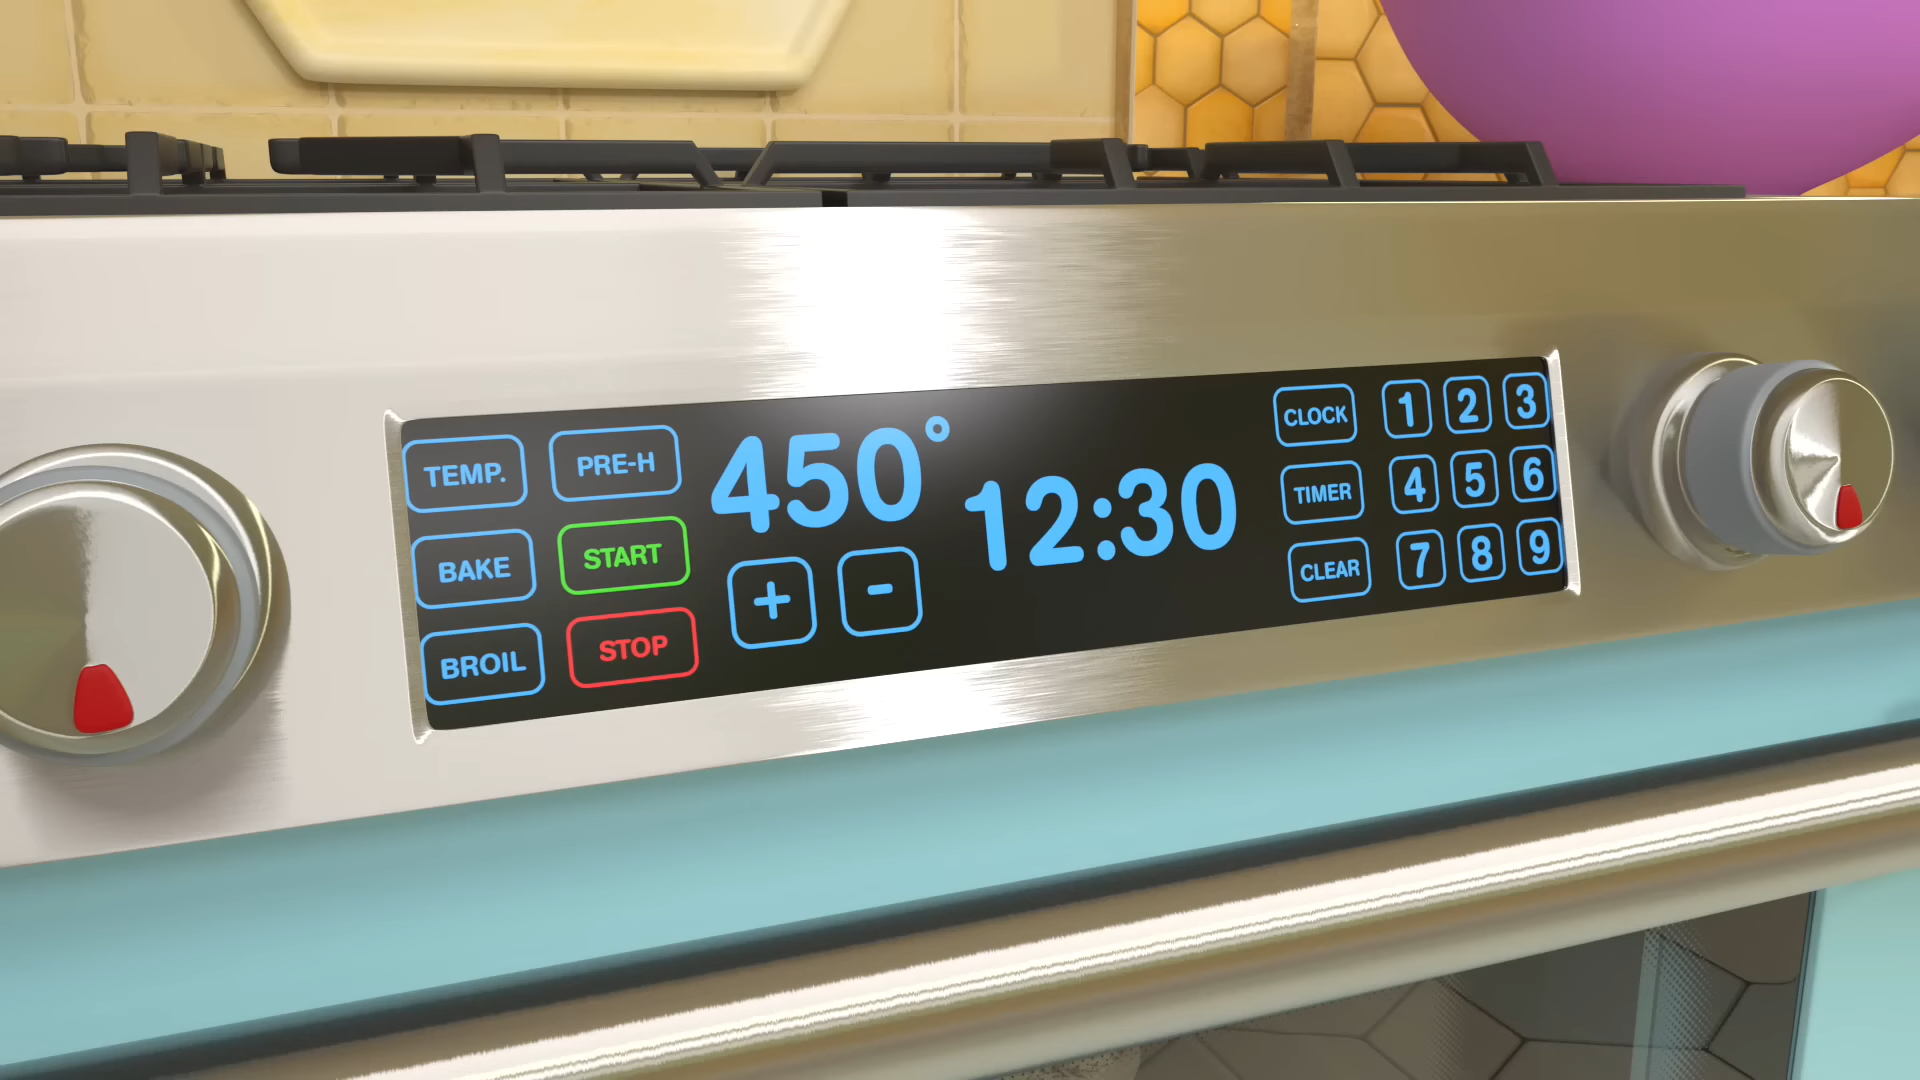 TEMP. PRE-H
BAKE START
BROIL STOP
450°
+ -
12:30
CLOCK 1 2 3
TIMER 4 5 6
CLEAR 7 8 9